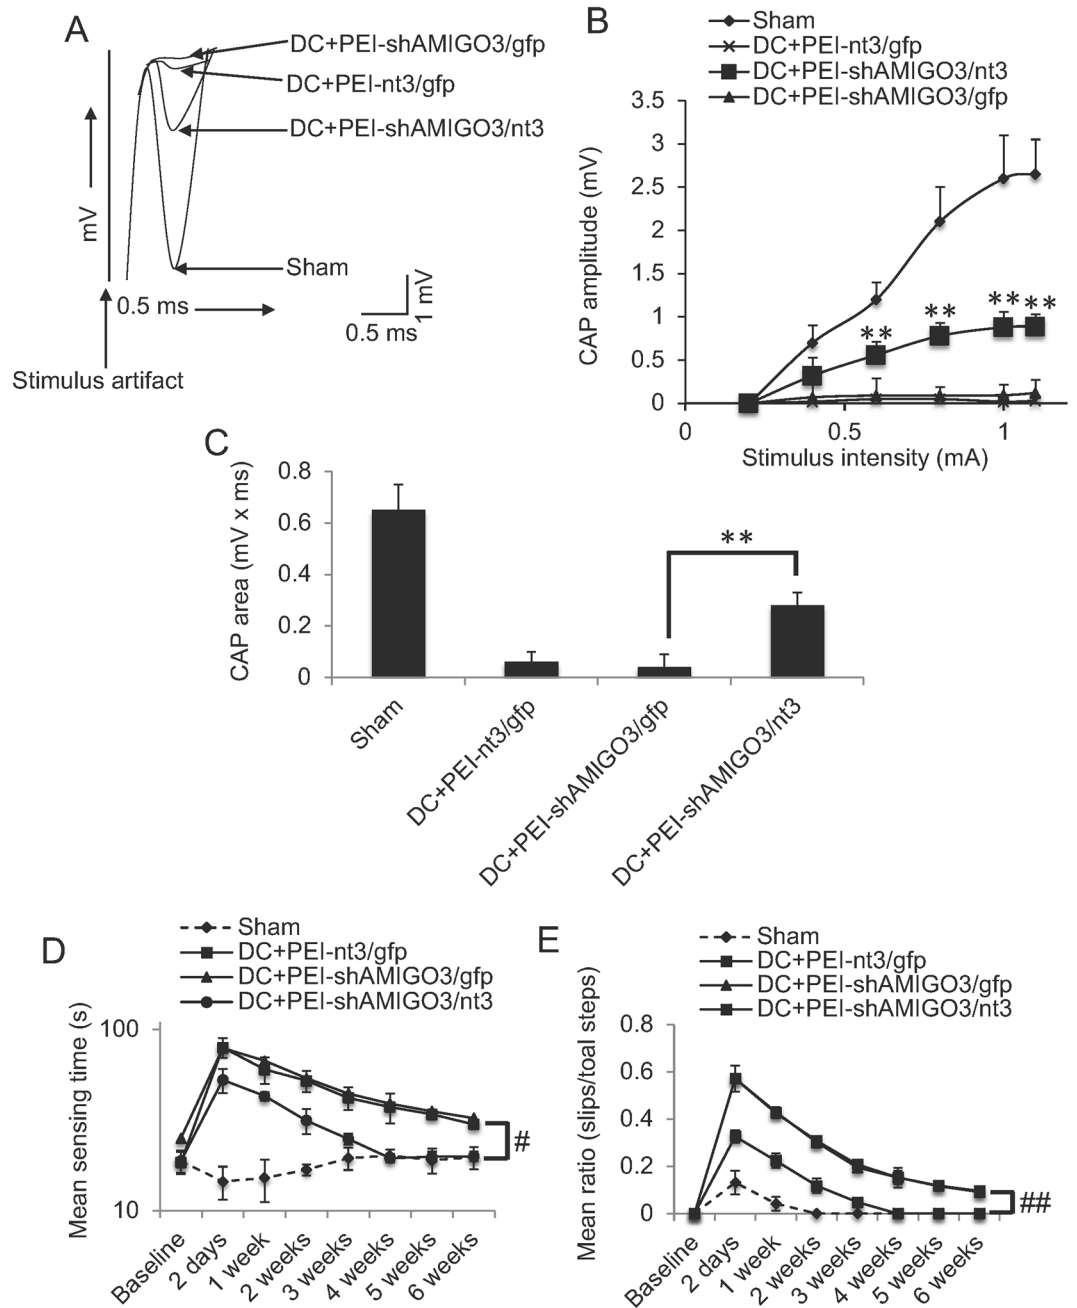 A
DC+PEI-shAMIGO3/gfp
DC+PEI-nt3/gfp
DC+PEI-shAMIGO3/nt3
Sham
mV
0.5 ms
0.5 ms
1 mV
Stimulus artifact
B
Sham
DC+PEI-nt3/gfp
DC+PEI-shAMIGO3/nt3
DC+PEI-shAMIGO3/gfp
CAP amplitude (mV)
3.5
3
2.5
2
1.5
1
0.5
0
** ** ** **
0 0.5 1
Stimulus intensity (mA)
C
CAP area (mV x ms)
0.8
0.6
0.4
0.2
0
**
Sham
DC+PEI-nt3/gfp
DC+PEI-shAMIGO3/gfp
DC+PEI-shAMIGO3/nt3
D
Sham
DC+PEI-nt3/gfp
DC+PEI-shAMIGO3/gfp
DC+PEI-shAMIGO3/nt3
Mean sensing time (s)
100
10
#
Baseline
2 days
1 week
2 weeks
3 weeks
4 weeks
5 weeks
6 weeks
E
Sham
DC+PEI-nt3/gfp
DC+PEI-shAMIGO3/gfp
DC+PEI-shAMIGO3/nt3
Mean ratio (slips/toal steps)
0.8
0.6
0.4
0.2
0
##
Baseline
2 days
1 week
2 weeks
3 weeks
4 weeks
5 weeks
6 weeks